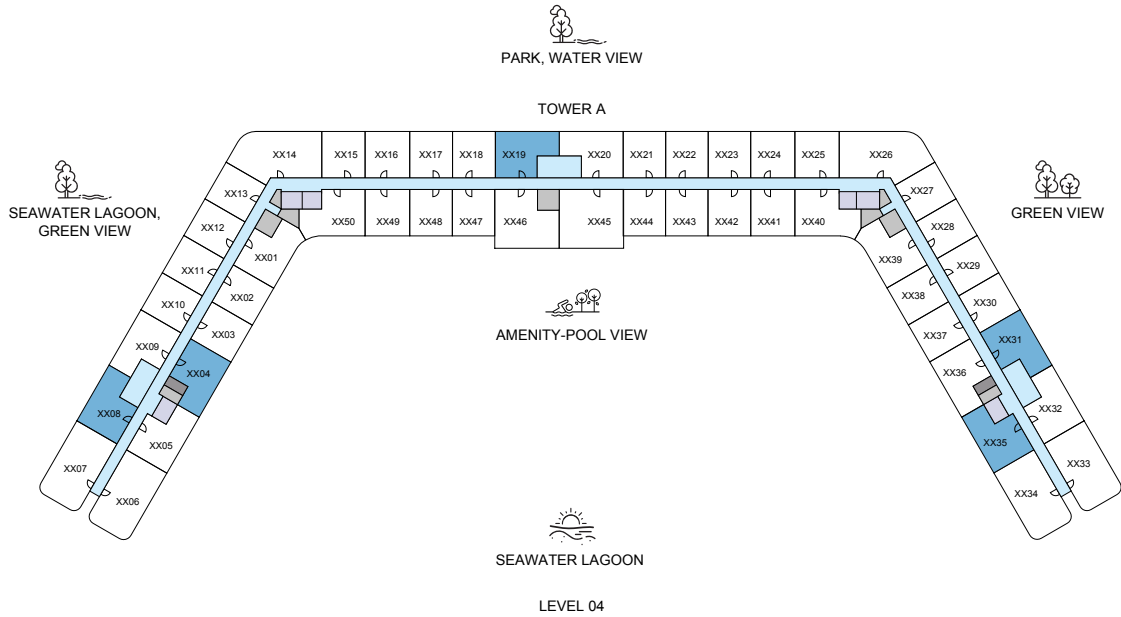 PARK, WATER VIEW
TOWER A
XX14 XX15 XX16 XX17 XX18 XX19 XX20 XX21 XX22 XX23 XX24 XX25 XX26
SEAWATER LAGOON,
GREEN VIEW
GREEN VIEW
XX13
XX27
XX50 XX49 XX48 XX47 XX46 XX45 XX44 XX43 XX42 XX41 XX40
XX12
XX28
XX01
XX39
XX11
XX29
XX02
XX38
XX10
XX30
XX03
XX37
AMENITY-POOL VIEW
XX09
XX31
XX04
XX36
XX08
XX32
XX05
XX35
XX07
XX33
XX06
XX34
SEAWATER LAGOON
LEVEL 04